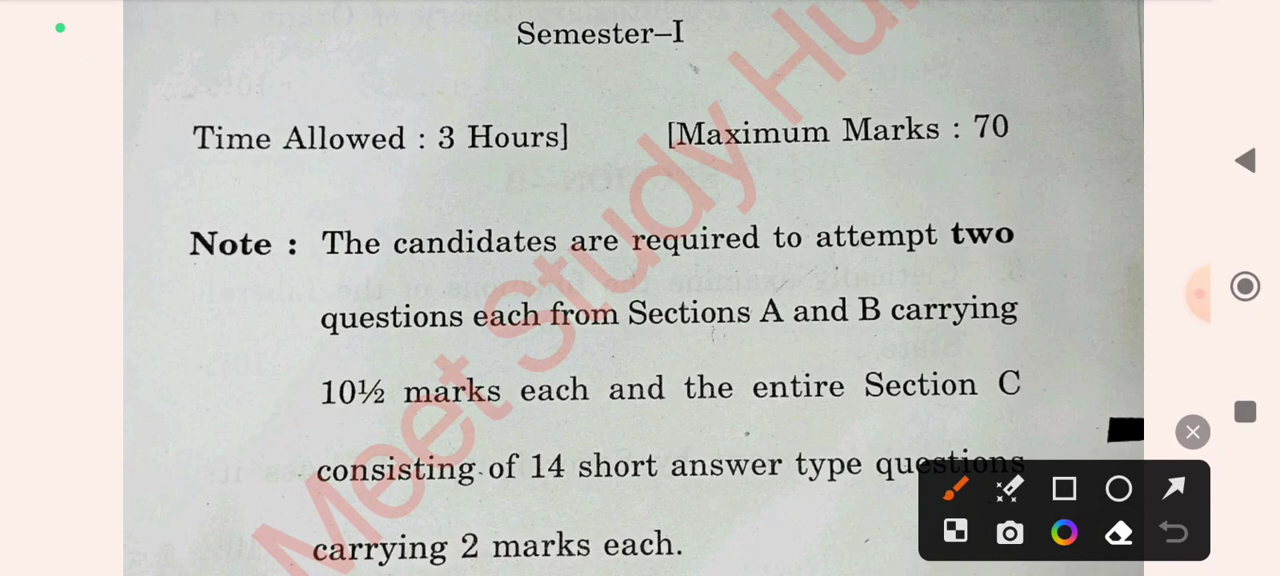 Semester–I
Time Allowed : 3 Hours] [Maximum Marks : 70
Note : The candidates are required to attempt two
questions each from Sections A and B carrying
10½ marks each and the entire Section C
consisting of 14 short answer type questions
carrying 2 marks each.
Meet Study Hu